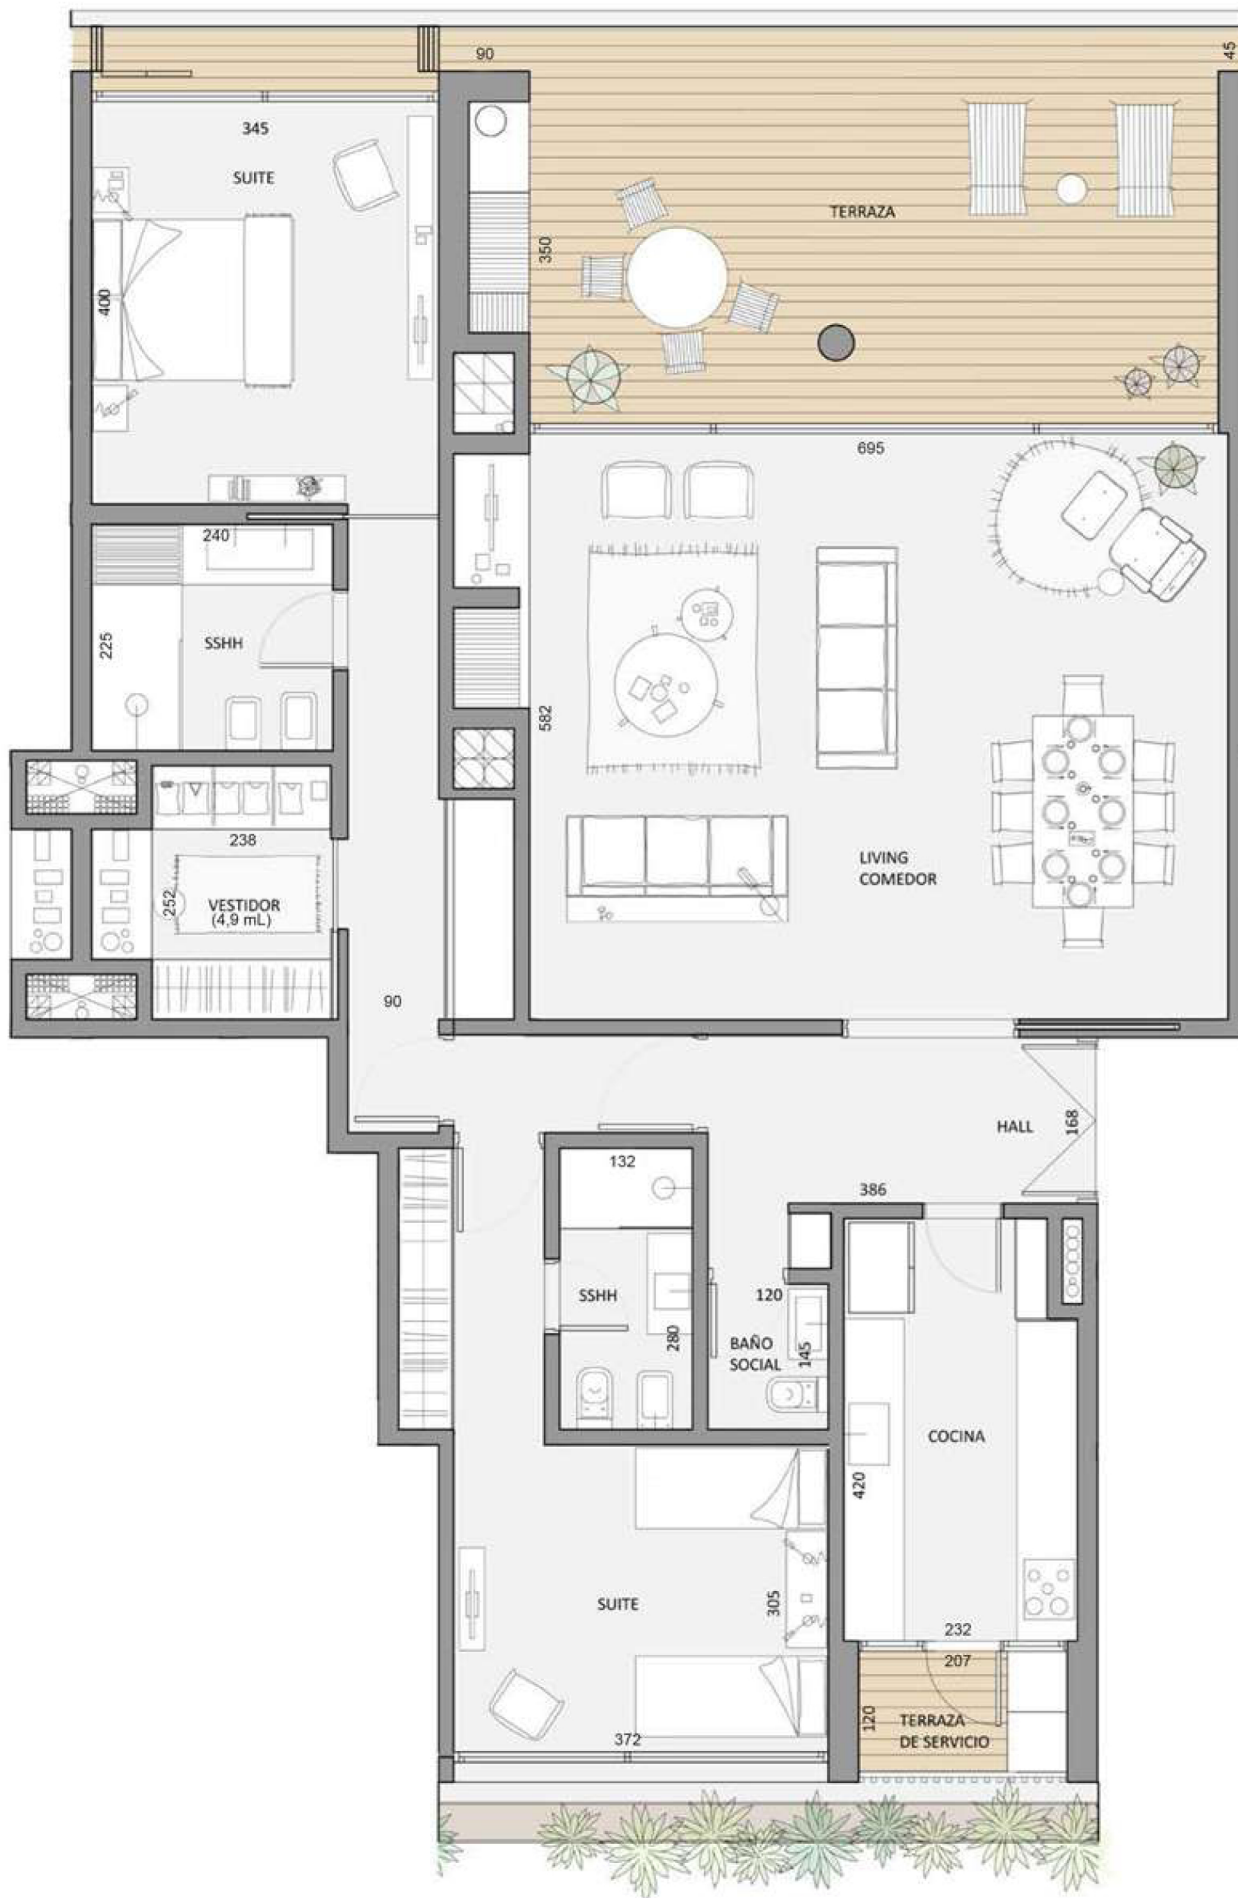 90
45
345
SUITE
TERRAZA
350
400
695
240
225
SSHH
582
238
252
VESTIDOR
(4,9 mL)
LIVING
COMEDOR
90
HALL
168
132
386
SSHH
120
280
BAÑO
SOCIAL
145
COCINA
420
SUITE
305
232
207
120
TERRAZA
DE SERVICIO
372